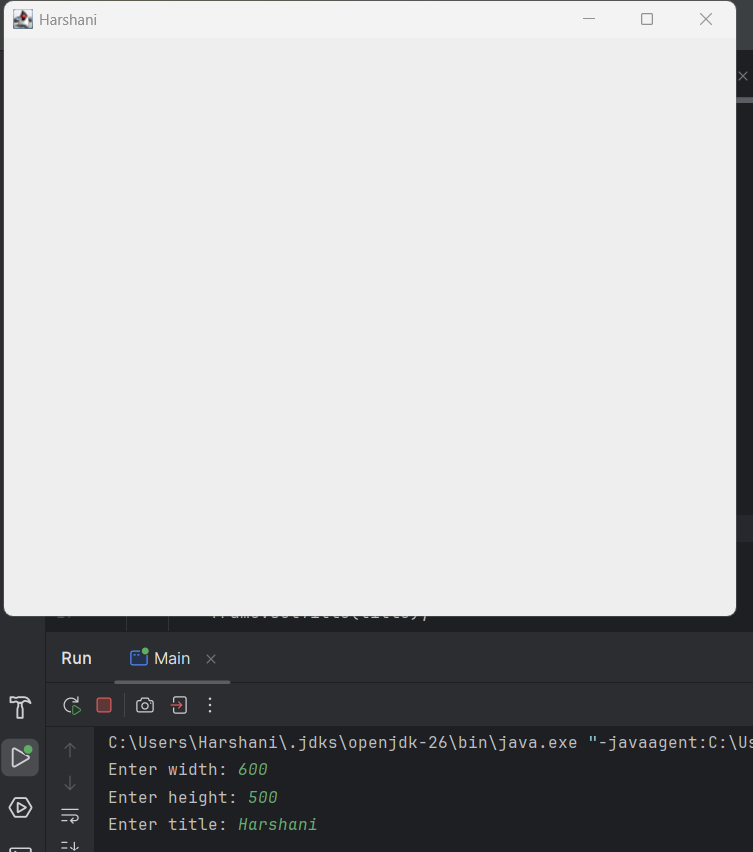 Harshani
Run
Main
C:\Users\Harshani\.jdks\openjdk-26\bin\java.exe "-javaagent:C:\Us
Enter width: 600
Enter height: 500
Enter title: Harshani